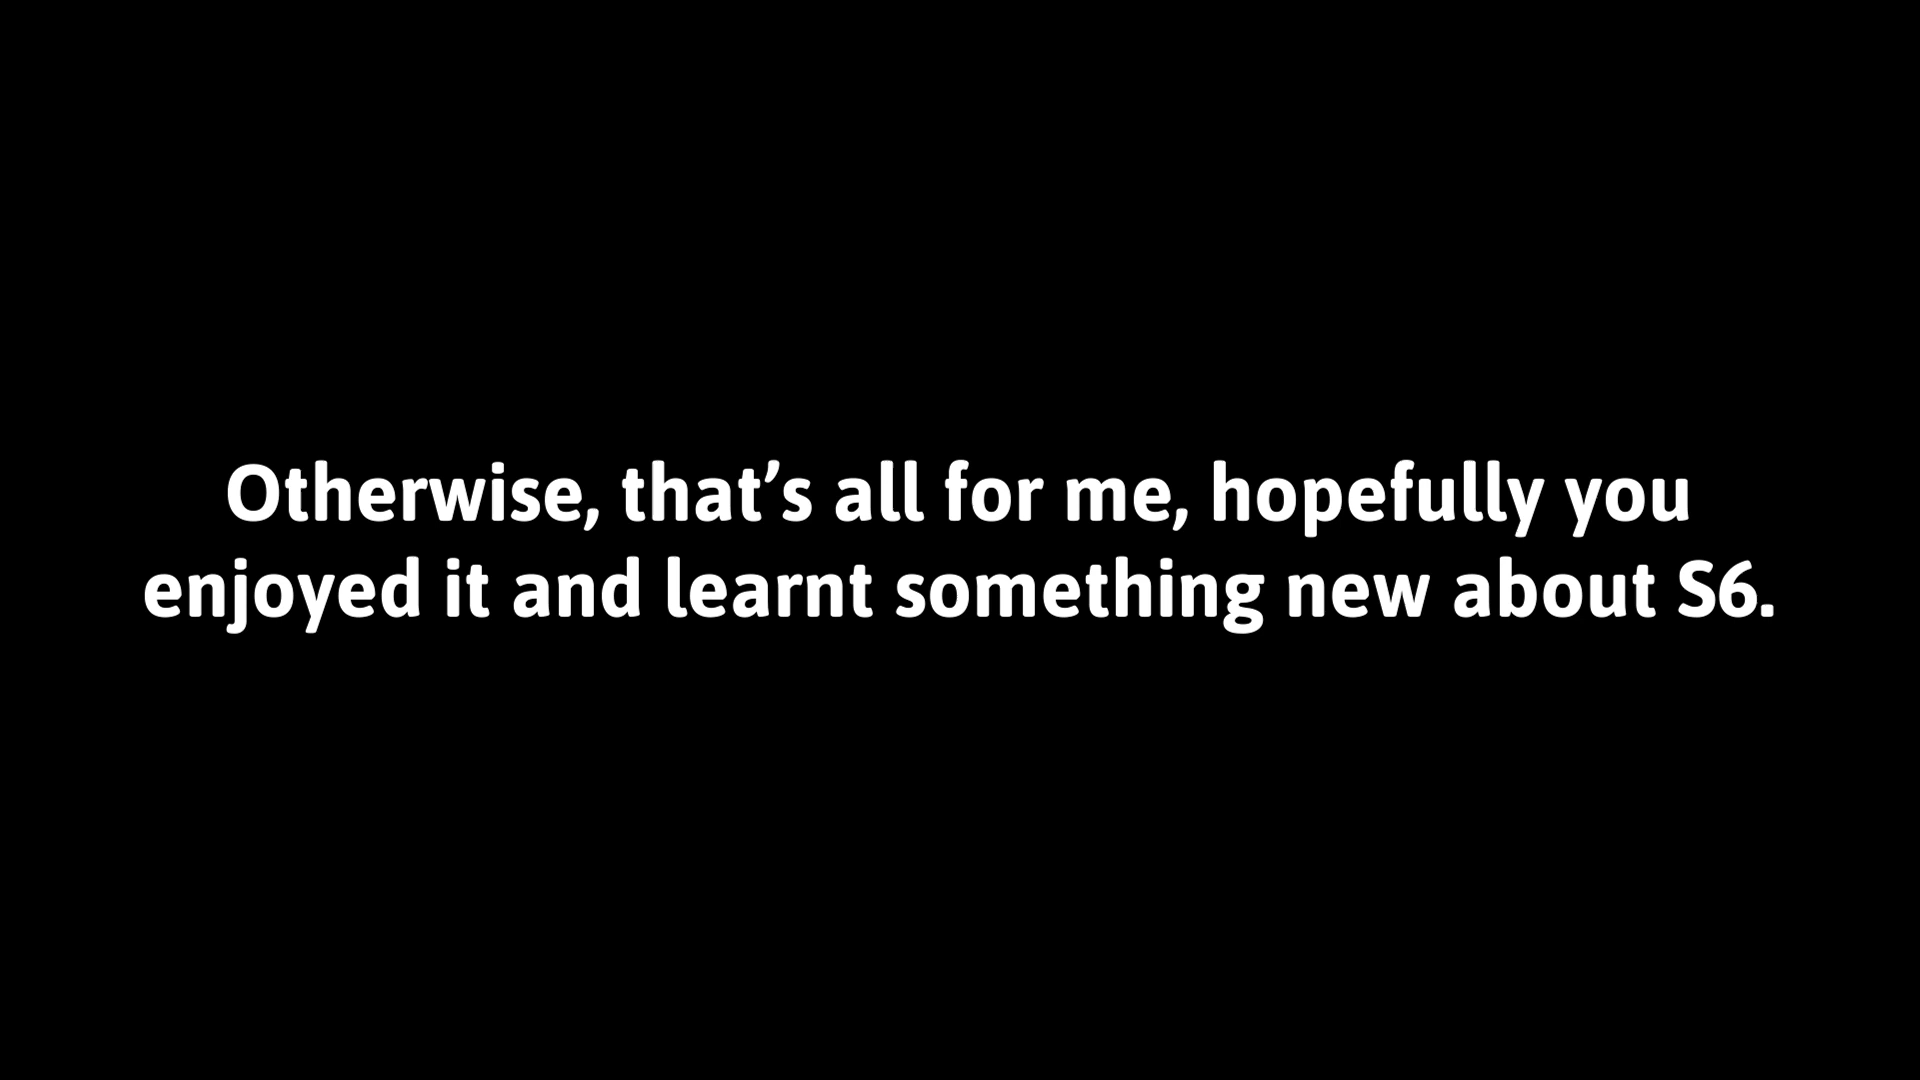 Otherwise, that’s all for me, hopefully you
enjoyed it and learnt something new about S6.